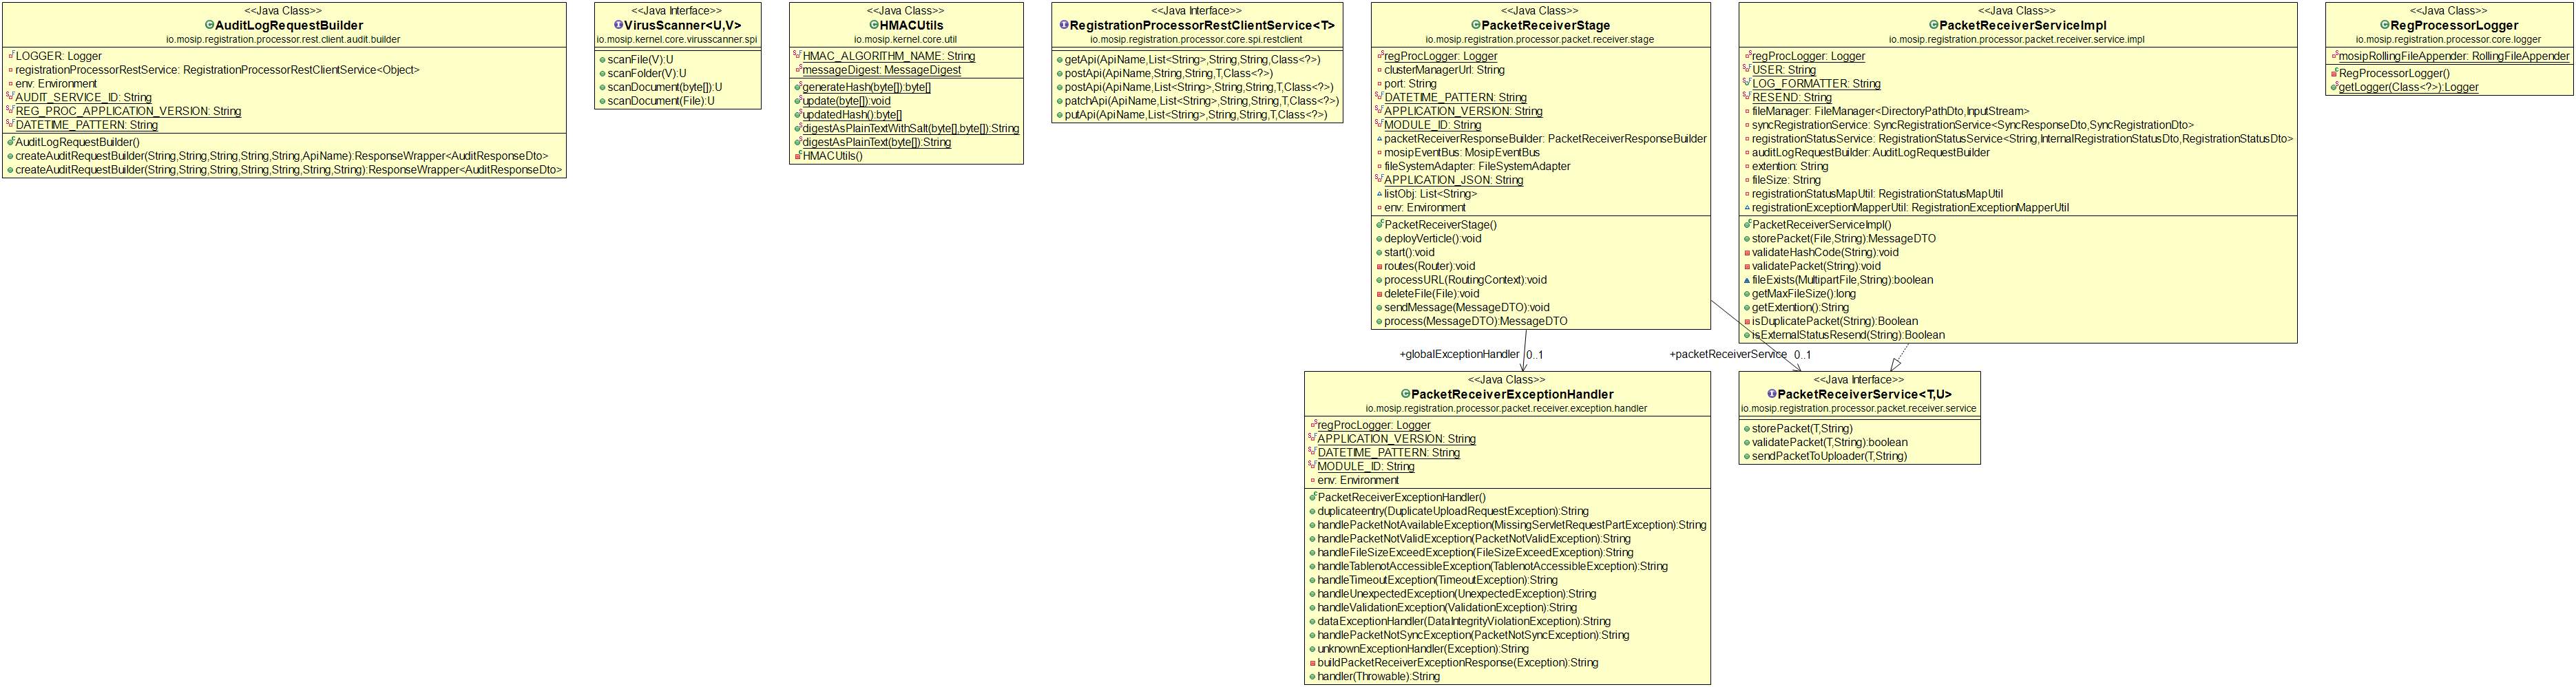 <<Java Class>>
AuditLogRequestBuilder
io.mosip.registration.processor.rest.client.audit.builder
LOGGER: Logger
registrationProcessorRestService: RegistrationProcessorRestClientService<Object>
env: Environment
AUDIT_SERVICE_ID: String
REG_PROC_APPLICATION_VERSION: String
DATETIME_PATTERN: String
AuditLogRequestBuilder()
createAuditRequestBuilder(String,String,String,String,String,ApiName):ResponseWrapper<AuditResponseDto>
createAuditRequestBuilder(String,String,String,String,String,String,String):ResponseWrapper<AuditResponseDto>
<<Java Interface>>
VirusScanner<U,V>
io.mosip.kernel.core.virusscanner.spi
scanFile(V):U
scanFolder(V):U
scanDocument(byte[]):U
scanDocument(File):U
<<Java Class>>
HMACUtils
io.mosip.kernel.core.util
HMAC_ALGORITHM_NAME: String
messageDigest: MessageDigest
generateHash(byte[]):byte[]
update(byte[]):void
updatedHash():byte[]
digestAsPlainTextWithSalt(byte[],byte[]):String
digestAsPlainText(byte[]):String
HMACUtils()
<<Java Interface>>
RegistrationProcessorRestClientService<T>
io.mosip.registration.processor.core.spi.restclient
getApi(ApiName,List<String>,String,String,Class<?>)
postApi(ApiName,String,String,T,Class<?>)
postApi(ApiName,List<String>,String,String,T,Class<?>)
patchApi(ApiName,List<String>,String,String,T,Class<?>)
putApi(ApiName,List<String>,String,String,T,Class<?>)
<<Java Class>>
PacketReceiverStage
io.mosip.registration.processor.packet.receiver.stage
regProcLogger: Logger
clusterManagerUrl: String
port: String
DATETIME_PATTERN: String
APPLICATION_VERSION: String
MODULE_ID: String
packetReceiverResponseBuilder: PacketReceiverResponseBuilder
mosipEventBus: MosipEventBus
fileSystemAdapter: FileSystemAdapter
APPLICATION_JSON: String
listObj: List<String>
env: Environment
PacketReceiverStage()
deployVerticle():void
start():void
routes(Router):void
processURL(RoutingContext):void
deleteFile(File):void
sendMessage(MessageDTO):void
process(MessageDTO):MessageDTO
<<Java Class>>
PacketReceiverServiceImpl
io.mosip.registration.processor.packet.receiver.service.impl
regProcLogger: Logger
USER: String
LOG_FORMATTER: String
RESEND: String
fileManager: FileManager<DirectoryPathDto,InputStream>
syncRegistrationService: SyncRegistrationService<SyncResponseDto,SyncRegistrationDto>
registrationStatusService: RegistrationStatusService<String,InternalRegistrationStatusDto,RegistrationStatusDto>
auditLogRequestBuilder: AuditLogRequestBuilder
extention: String
fileSize: String
registrationStatusMapUtil: RegistrationStatusMapUtil
registrationExceptionMapperUtil: RegistrationExceptionMapperUtil
PacketReceiverServiceImpl()
storePacket(File,String):MessageDTO
validateHashCode(String):void
validatePacket(String):void
fileExists(MultipartFile,String):boolean
getMaxFileSize():long
getExtention():String
isDuplicatePacket(String):Boolean
isExternalStatusResend(String):Boolean
<<Java Class>>
RegProcessorLogger
io.mosip.registration.processor.core.logger
mosipRollingFileAppender: RollingFileAppender
RegProcessorLogger()
getLogger(Class<?>):Logger
+globalExceptionHandler 0..1
+packetReceiverService 0..1
<<Java Class>>
PacketReceiverExceptionHandler
io.mosip.registration.processor.packet.receiver.exception.handler
regProcLogger: Logger
APPLICATION_VERSION: String
DATETIME_PATTERN: String
MODULE_ID: String
env: Environment
PacketReceiverExceptionHandler()
duplicateentry(DuplicateUploadRequestException):String
handlePacketNotAvailableException(MissingServletRequestPartException):String
handlePacketNotValidException(PacketNotValidException):String
handleFileSizeExceedException(FileSizeExceedException):String
handleTablenotAccessibleException(TablenotAccessibleException):String
handleTimeoutException(TimeoutException):String
handleUnexpectedException(UnexpectedException):String
handleValidationException(ValidationException):String
dataExceptionHandler(DataIntegrityViolationException):String
handlePacketNotSyncException(PacketNotSyncException):String
unknownExceptionHandler(Exception):String
buildPacketReceiverExceptionResponse(Exception):String
handler(Throwable):String
<<Java Interface>>
PacketReceiverService<T,U>
io.mosip.registration.processor.packet.receiver.service
storePacket(T,String)
validatePacket(T,String):boolean
sendPacketToUploader(T,String)